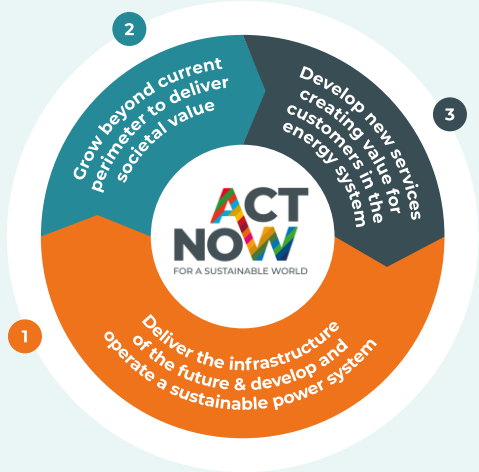 2
Grow beyond current
perimeter to deliver
societal value
3
Develop new services
creating value for
customers in the
energy system
ACT
NOW
FOR A SUSTAINABLE WORLD
1
Deliver the infrastructure
of the future & develop and
operate a sustainable power system